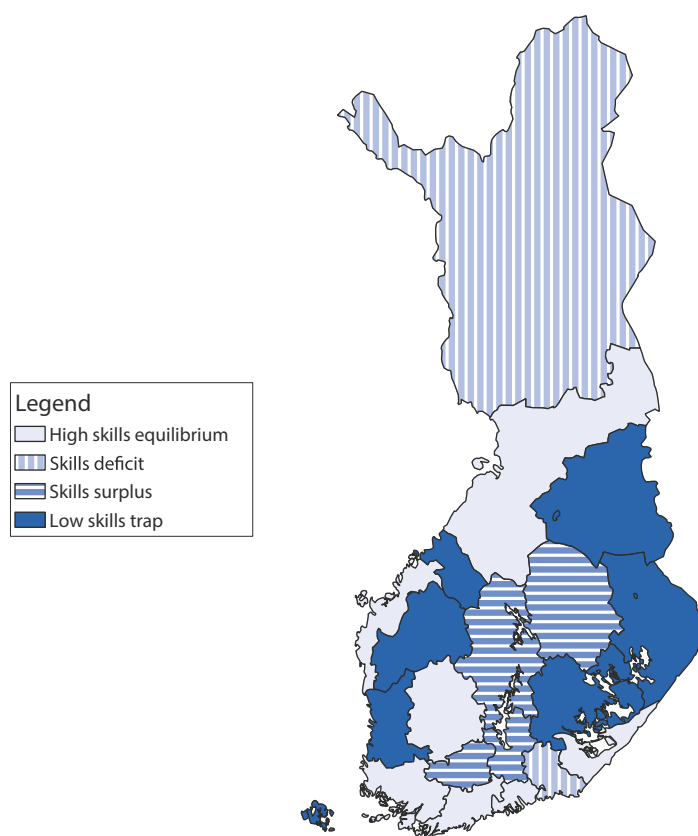 Legend
High skills equilibrium
Skills deficit
Skills surplus
Low skills trap